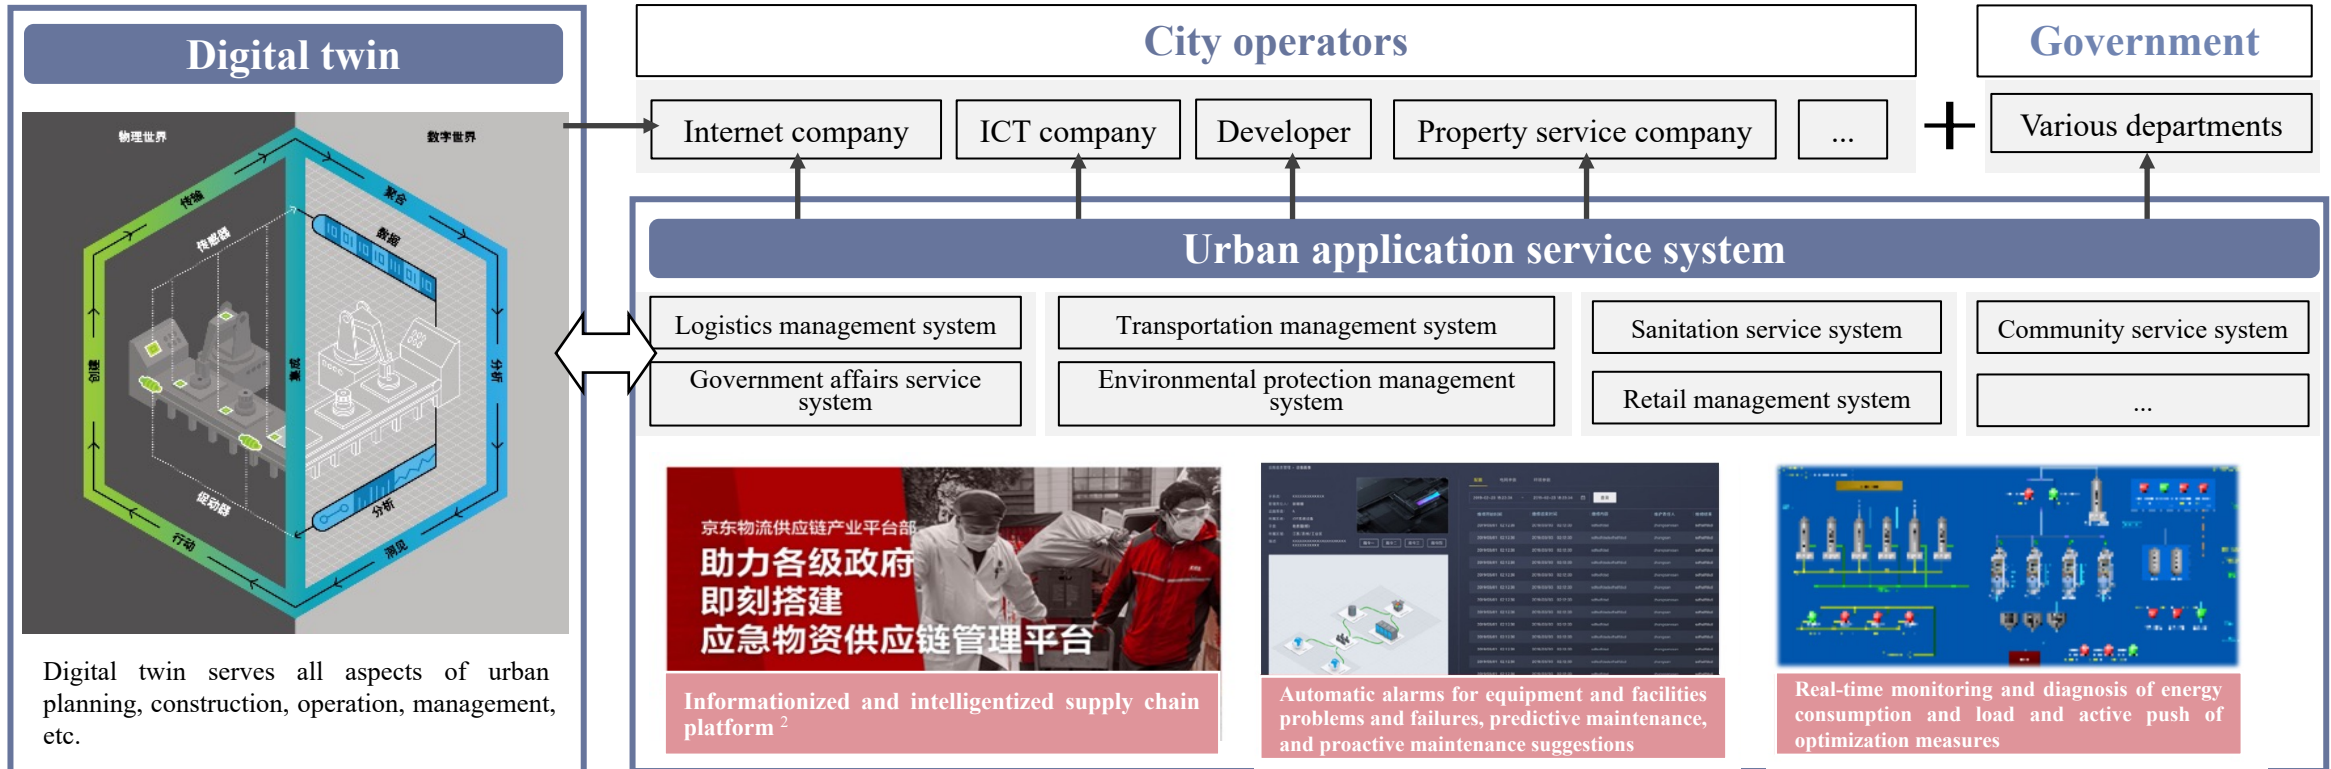 Digital twin
物理世界
数字世界
传输
聚合
传感器
数据
创建
集成
分析
促动器
分析
行动
洞见
Digital twin serves all aspects of urban
planning, construction, operation, management,
etc.
City operators
Government
Internet company
ICT company
Developer
Property service company
...
+
Various departments
Urban application service system
Logistics management system
Transportation management system
Sanitation service system
Community service system
Government affairs service
system
Environmental protection management
system
Retail management system
...
京东物流供应链产业平台部
助力各级政府
即刻搭建
应急物资供应链管理平台
Informationized and intelligentized supply chain
platform 2
Automatic alarms for equipment and facilities
problems and failures, predictive maintenance,
and proactive maintenance suggestions
Real-time monitoring and diagnosis of energy
consumption and load and active push of
optimization measures